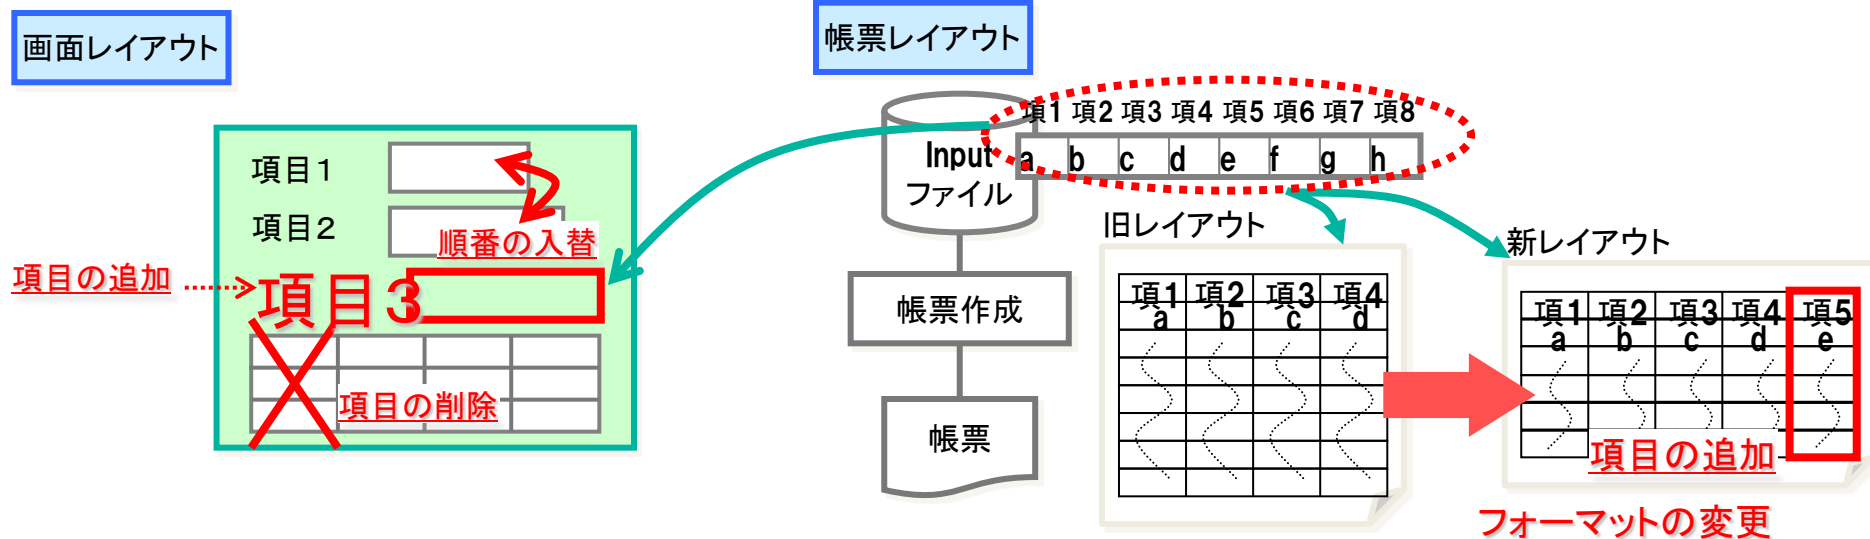 画面レイアウト
項目1
項目2
順番の入替
項目の追加
項目3
項目の削除
帳票レイアウト
項1 項2 項3 項4 項5 項6 項7 項8
a b c d e f g h
Input
ファイル
帳票作成
帳票
旧レイアウト
項1 項2 項3 項4
a b c d
新レイアウト
項1 項2 項3 項4 項5
a b c d e
項目の追加
フォーマットの変更